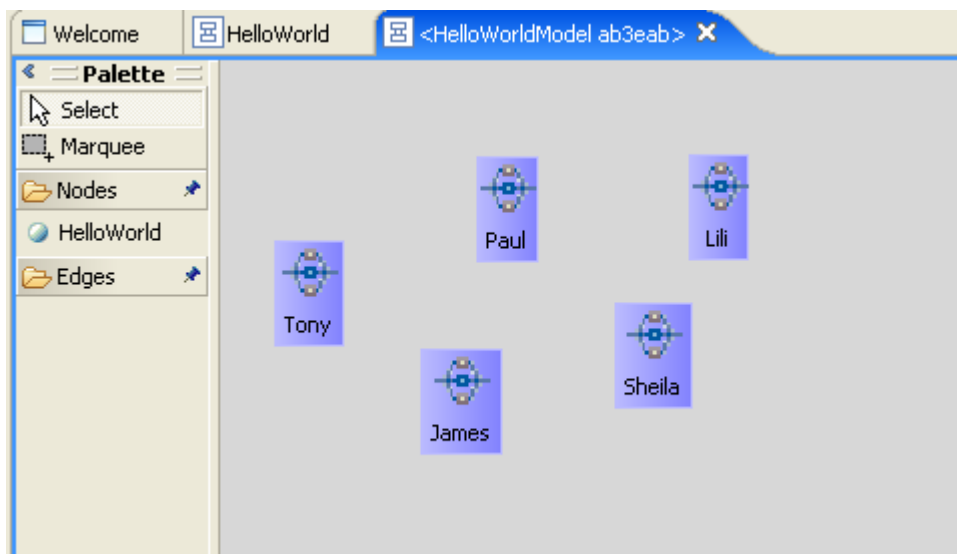 Welcome
HelloWorld
<HelloWorldModel ab3eab>
Palette
Select
Marquee
Nodes
HelloWorld
Edges
Paul
Lili
Tony
Sheila
James